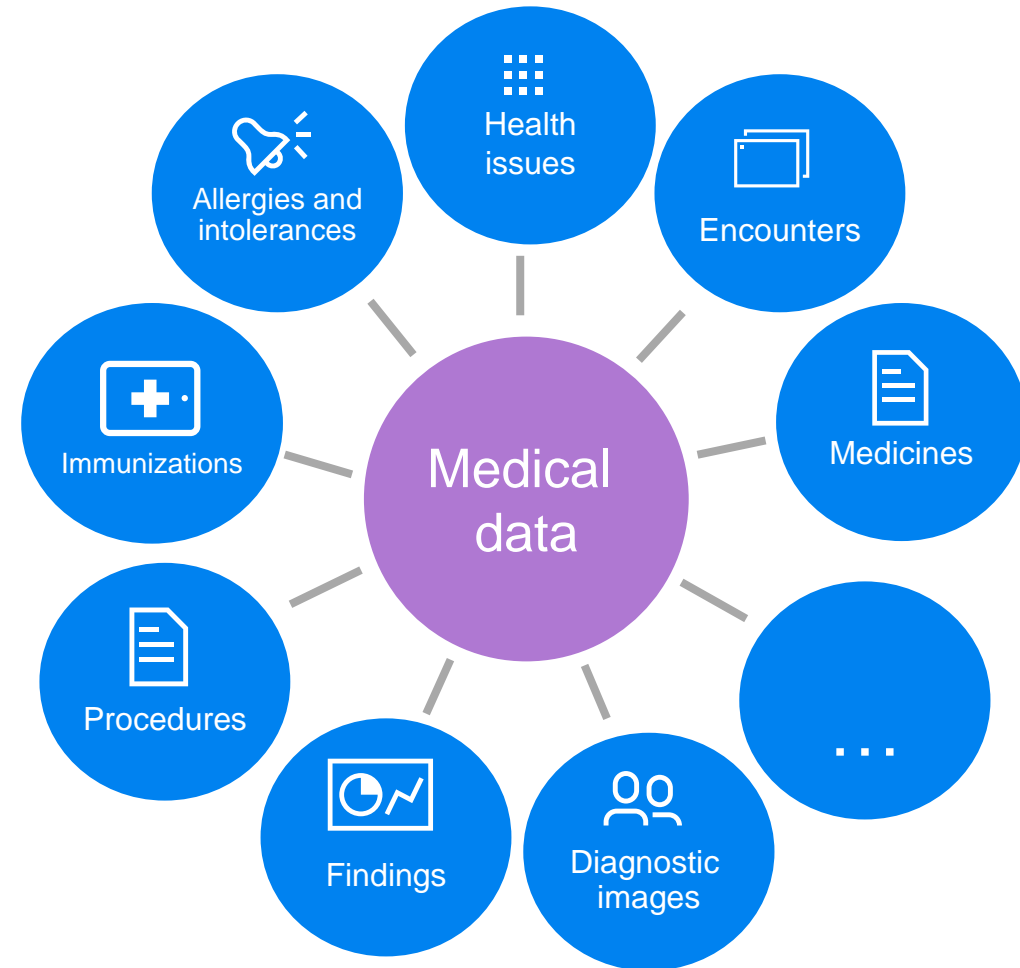 Health
issues
Encounters
Medicines
...
Diagnostic
images
Findings
Procedures
Immunizations
Allergies and
intolerances
Medical
data